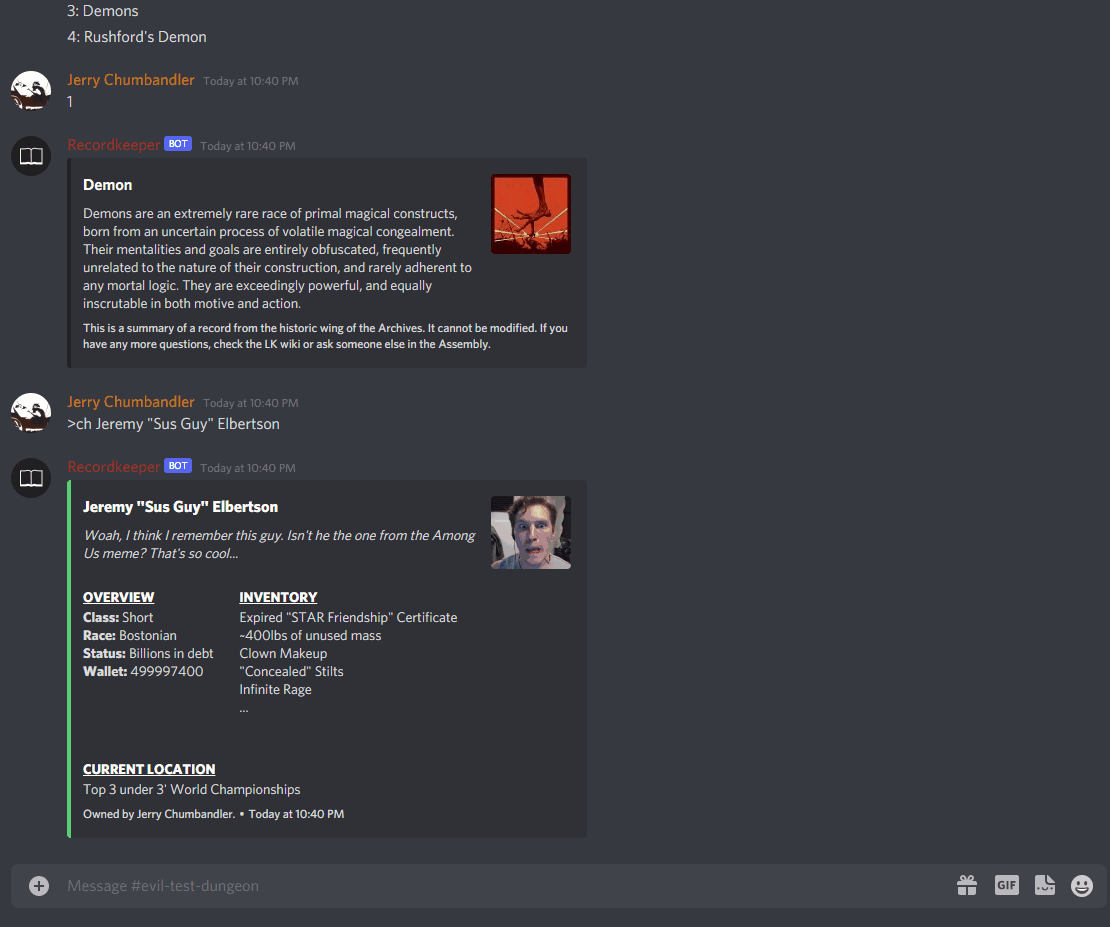 3: Demons
4: Rushford's Demon
Jerry Chumbandler Today at 10:40 PM
1
Recordkeeper BOT Today at 10:40 PM
Demon
Demons are an extremely rare race of primal magical constructs,
born from an uncertain process of volatile magical congealment.
Their mentalities and goals are entirely obfuscated, frequently
unrelated to the nature of their construction, and rarely adherent to
any mortal logic. They are exceedingly powerful, and equally
inscrutable in both motive and action.
This is a summary of a record from the historic wing of the Archives. It cannot be modified. If you
have any more questions, check the LK wiki or ask someone else in the Assembly.
Jerry Chumbandler Today at 10:40 PM
>ch Jeremy "Sus Guy" Elbertson
Recordkeeper BOT Today at 10:40 PM
Jeremy "Sus Guy" Elbertson
Woah, I think I remember this guy. Isn't he the one from the Among
Us meme? That's so cool...
OVERVIEW
Class: Short
Race: Bostonian
Status: Billions in debt
Wallet: 499997400
INVENTORY
Expired "STAR Friendship" Certificate
~400lbs of unused mass
Clown Makeup
"Concealed" Stilts
Infinite Rage
...
CURRENT LOCATION
Top 3 under 3' World Championships
Owned by Jerry Chumbandler. • Today at 10:40 PM
Message #evil-test-dungeon
GIF